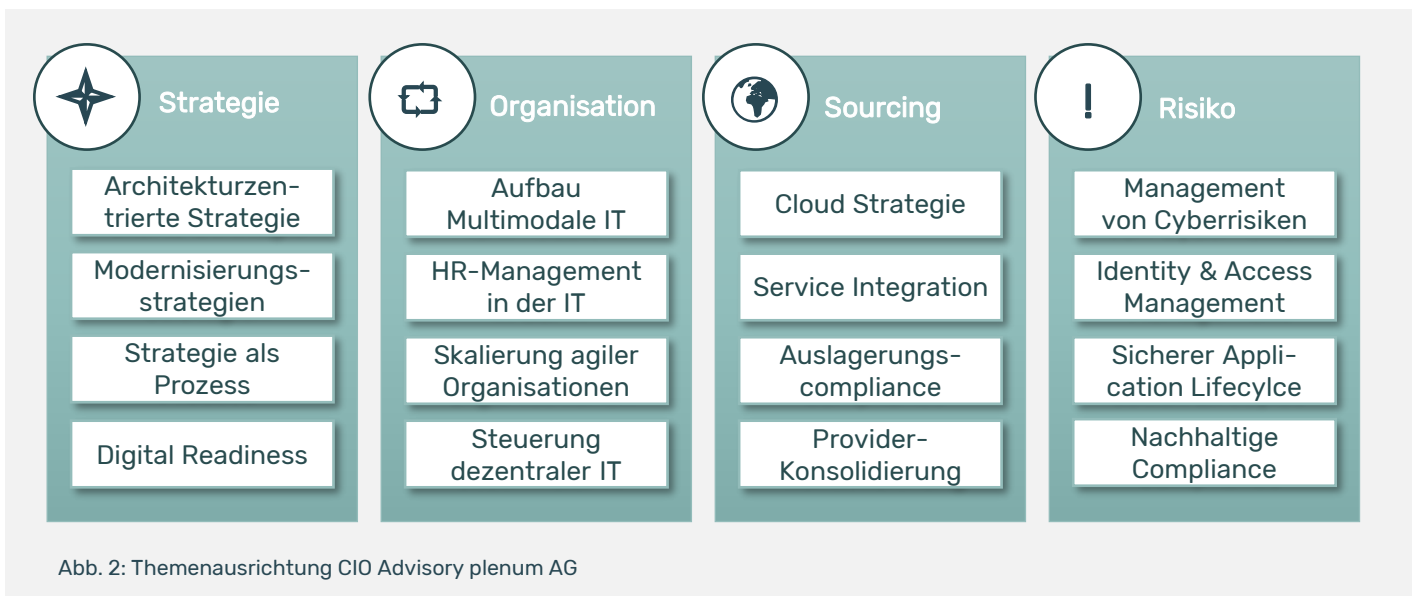 Strategie
Architekturzen-
trierte Strategie
Modernisierungs-
strategien
Strategie als
Prozess
Digital Readiness
Organisation
Aufbau
Multimodale IT
HR-Management
in der IT
Skalierung agiler
Organisationen
Steuerung
dezentraler IT
Sourcing
Cloud Strategie
Service Integration
Auslagerungs-
compliance
Provider-
Konsolidierung
!
Risiko
Management
von Cyberrisiken
Identity & Access
Management
Sicherer Appli-
cation Lifecylce
Nachhaltige
Compliance
Abb. 2: Themenausrichtung CIO Advisory plenum AG